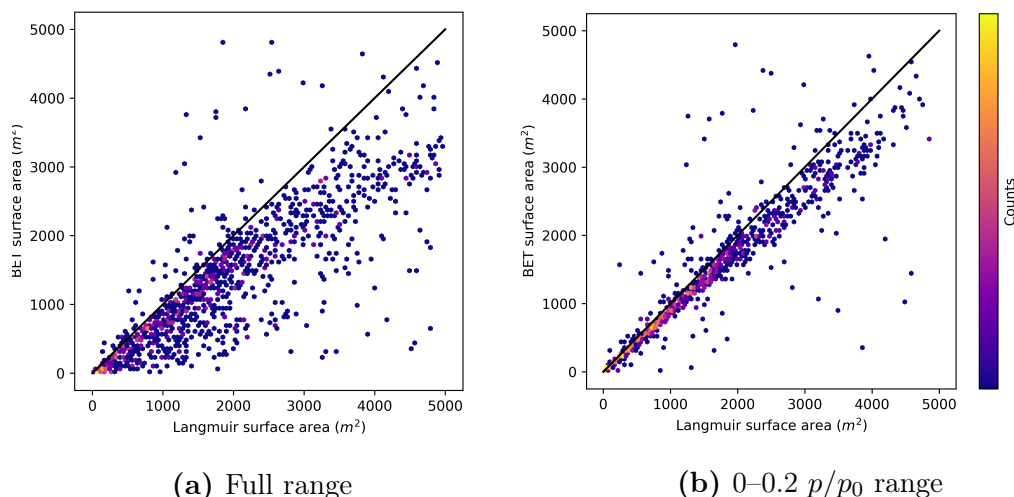 5000
4000
3000
2000
1000
0
BET surface area (m²)
0 1000 2000 3000 4000 5000
Langmuir surface area (m²)
(a) Full range
5000
4000
3000
2000
1000
0
BET surface area (m²)
0 1000 2000 3000 4000 5000
Langmuir surface area (m²)
(b) 0–0.2 p/p₀ range
Counts